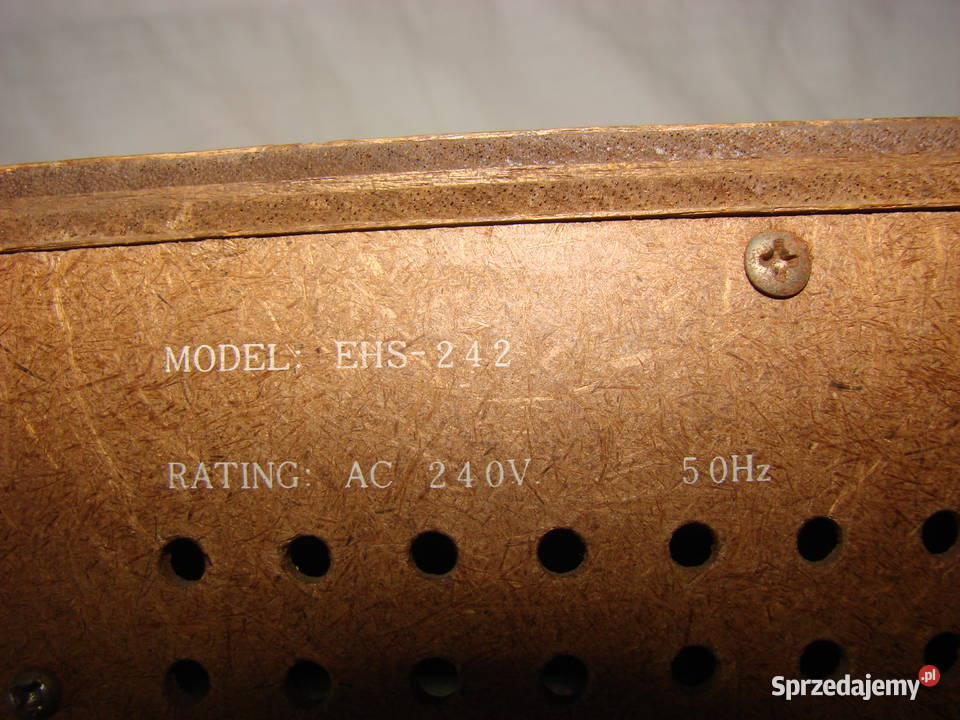 MODEL: EHS-242
RATING: AC 240V. 50Hz
Sprzedajemy.pl